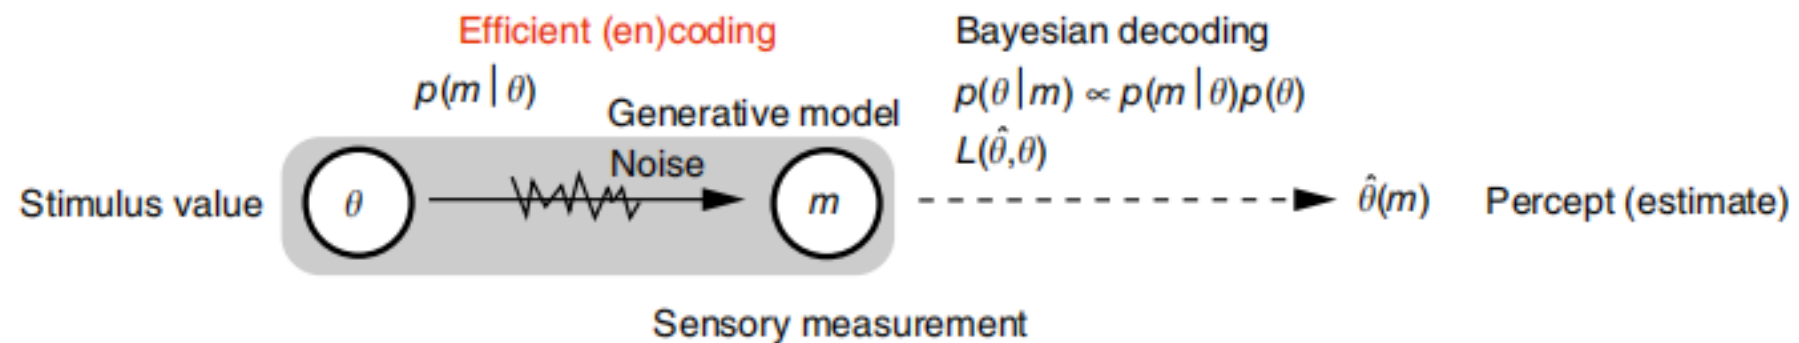 Efficient (en)coding
p(m|θ)
Generative model
Noise
Stimulus value
θ
m
Sensory measurement
Bayesian decoding
p(θ|m) ∝ p(m|θ)p(θ)
L(θ̂,θ)
θ̂(m)
Percept (estimate)